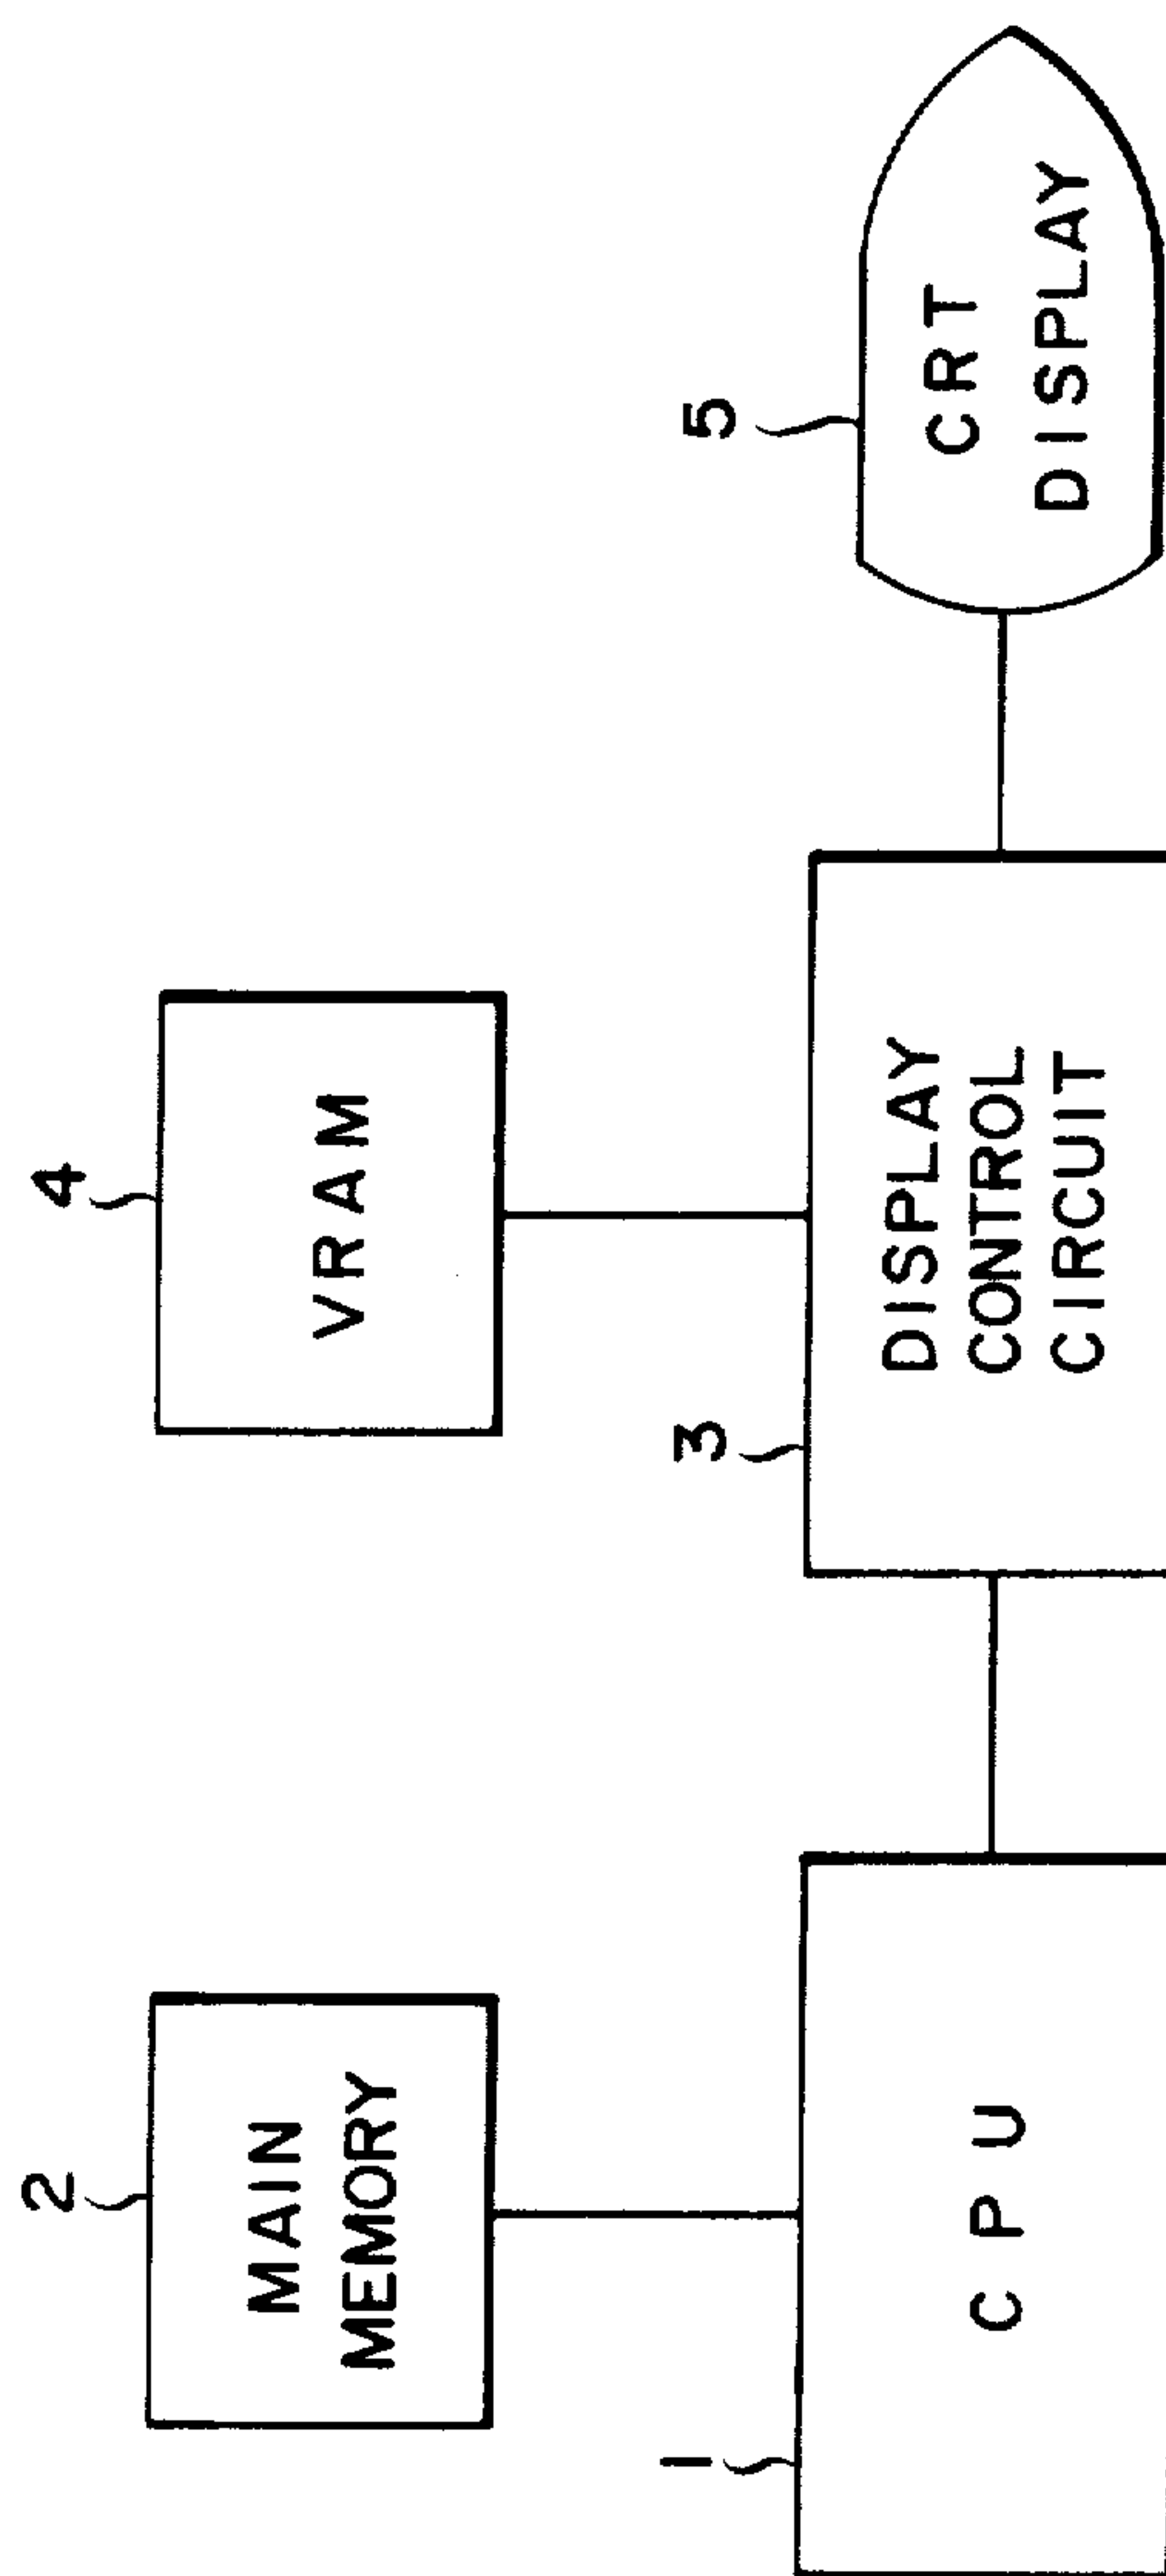 2
MAIN
MEMORY
4
VRAM
1
CPU
3
DISPLAY
CONTROL
CIRCUIT
5
CRT
DISPLAY